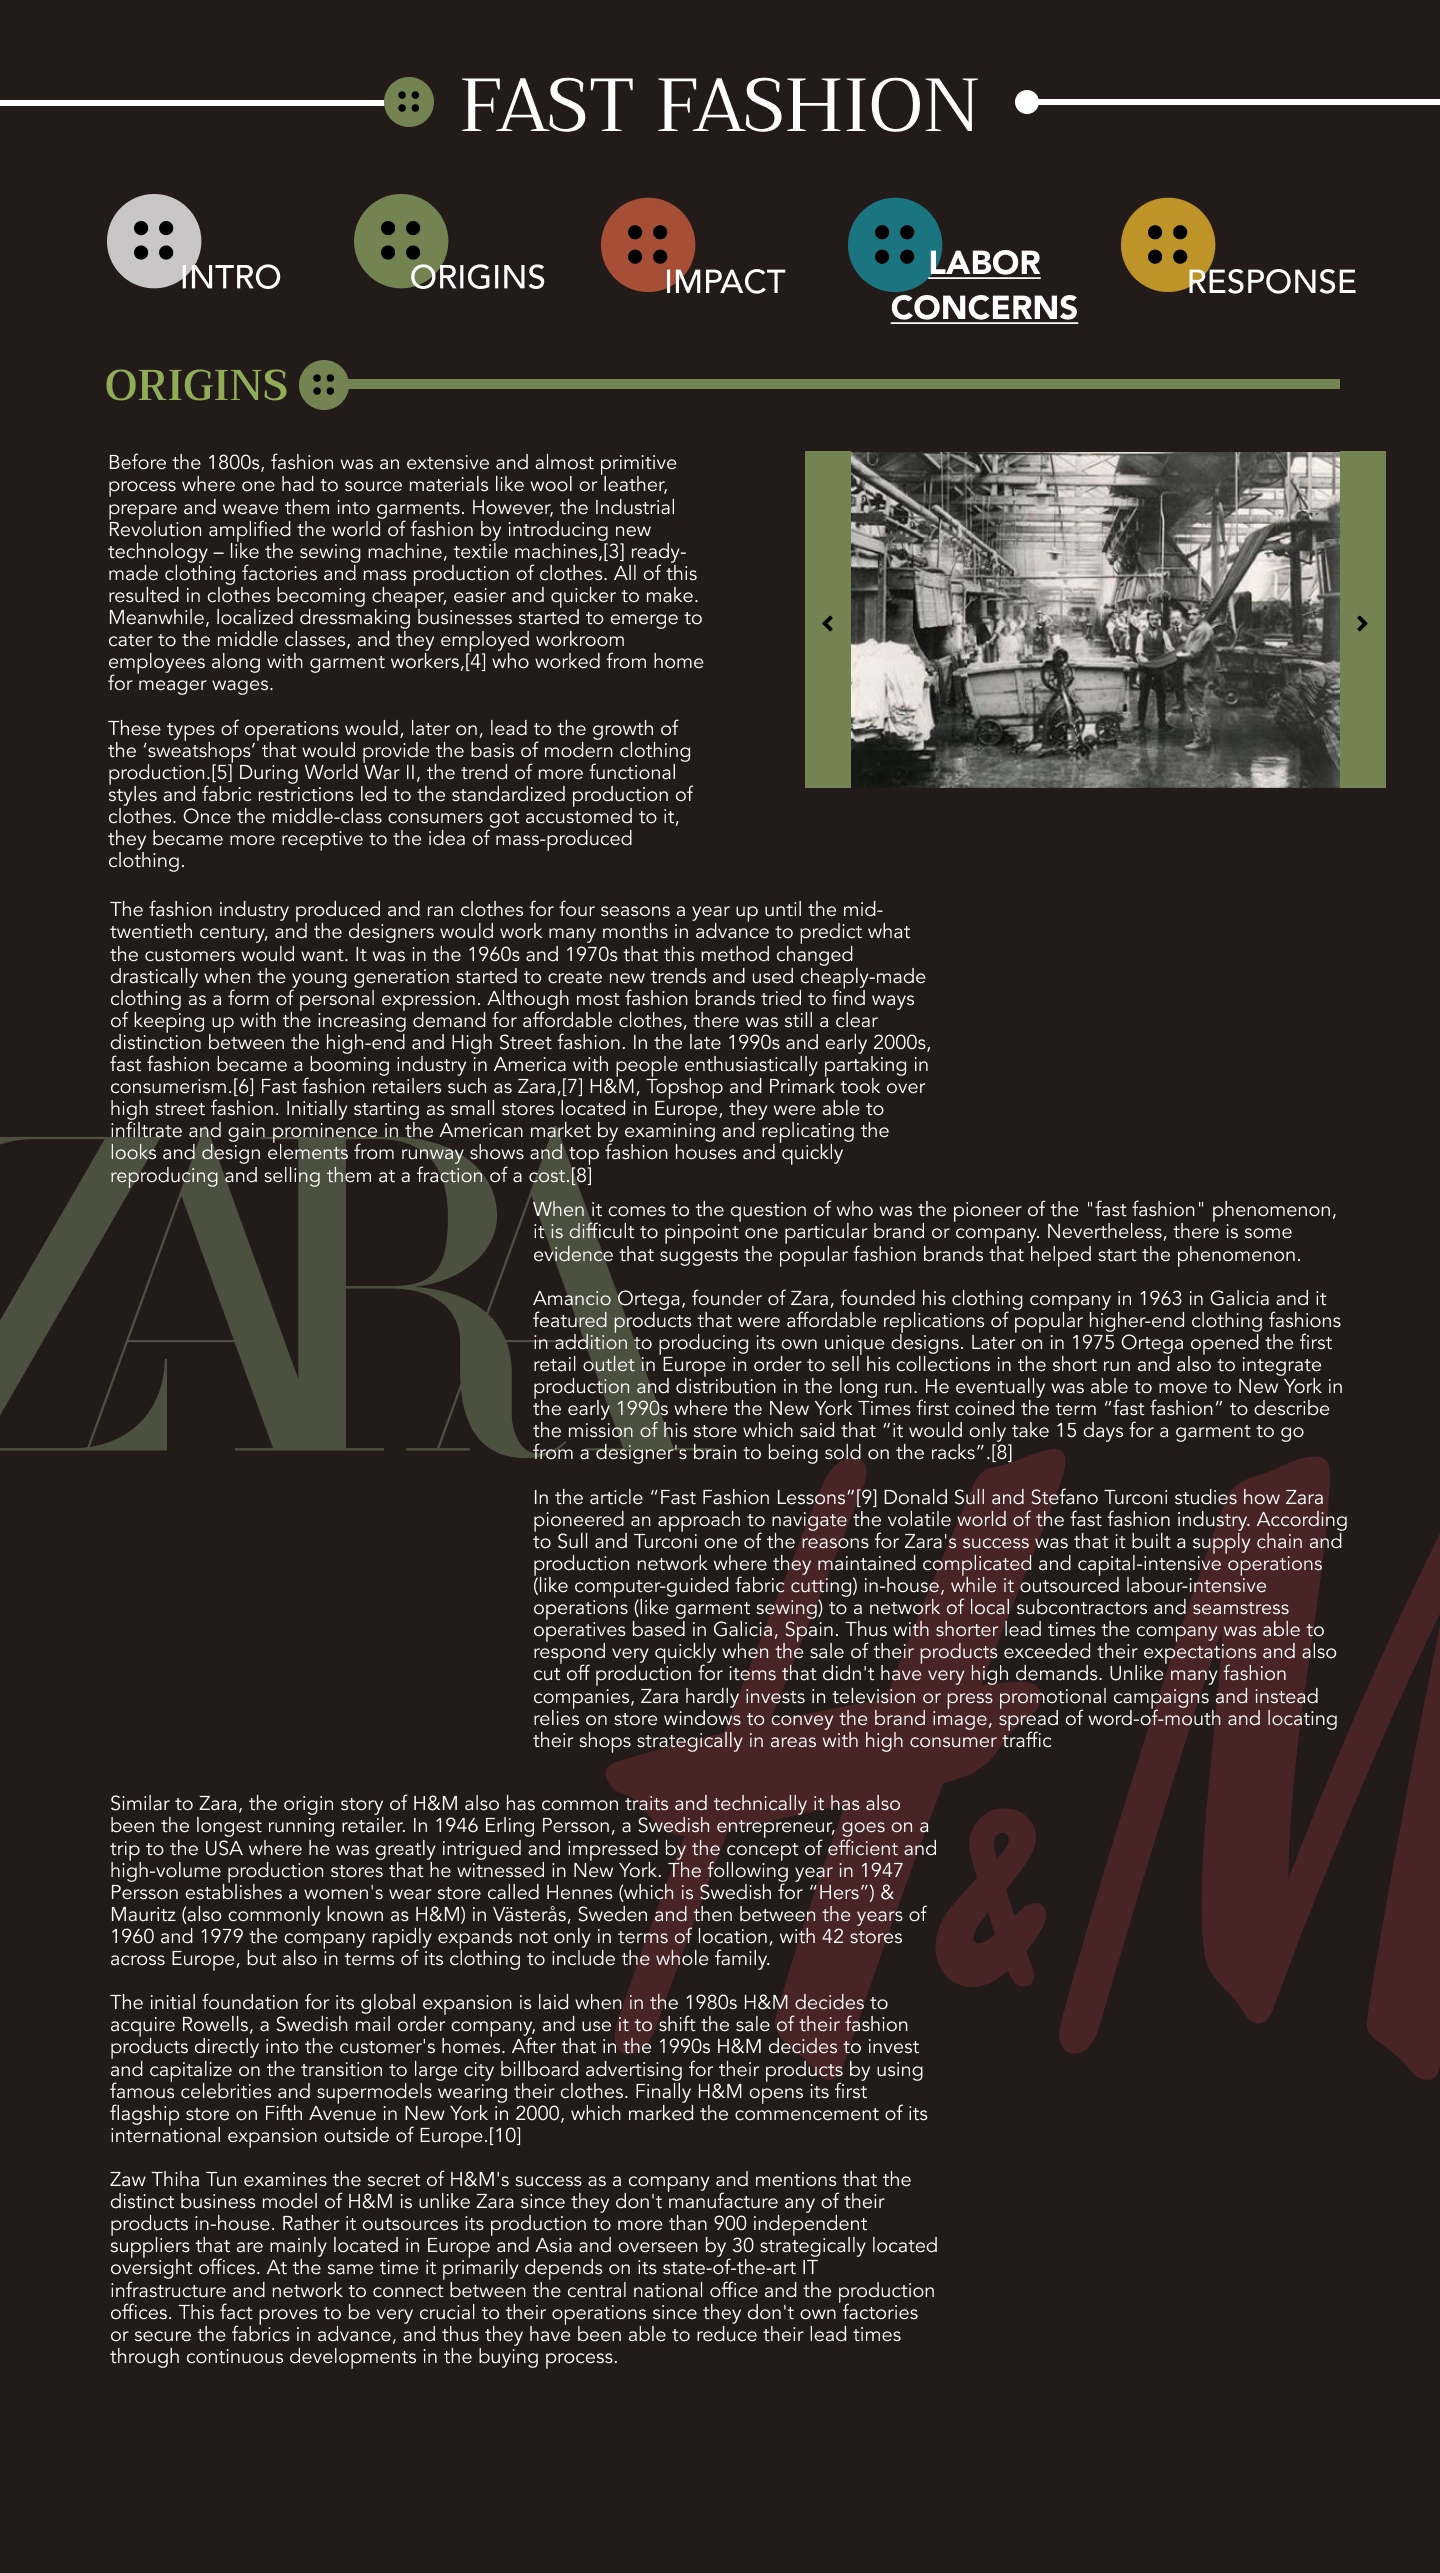 FAST FASHION
INTRO
ORIGINS
IMPACT
LABOR
CONCERNS
RESPONSE
ORIGINS
Before the 1800s, fashion was an extensive and almost primitive
process where one had to source materials like wool or leather,
prepare and weave them into garments. However, the Industrial
Revolution amplified the world of fashion by introducing new
technology – like the sewing machine, textile machines,[3] ready-
made clothing factories and mass production of clothes. All of this
resulted in clothes becoming cheaper, easier and quicker to make.
Meanwhile, localized dressmaking businesses started to emerge to
cater to the middle classes, and they employed workroom
employees along with garment workers,[4] who worked from home
for meager wages.
These types of operations would, later on, lead to the growth of
the ‘sweatshops’ that would provide the basis of modern clothing
production.[5] During World War II, the trend of more functional
styles and fabric restrictions led to the standardized production of
clothes. Once the middle-class consumers got accustomed to it,
they became more receptive to the idea of mass-produced
clothing.
The fashion industry produced and ran clothes for four seasons a year up until the mid-
twentieth century, and the designers would work many months in advance to predict what
the customers would want. It was in the 1960s and 1970s that this method changed
drastically when the young generation started to create new trends and used cheaply-made
clothing as a form of personal expression. Although most fashion brands tried to find ways
of keeping up with the increasing demand for affordable clothes, there was still a clear
distinction between the high-end and High Street fashion. In the late 1990s and early 2000s,
fast fashion became a booming industry in America with people enthusiastically partaking in
consumerism.[6] Fast fashion retailers such as Zara,[7] H&M, Topshop and Primark took over
high street fashion. Initially starting as small stores located in Europe, they were able to
infiltrate and gain prominence in the American market by examining and replicating the
looks and design elements from runway shows and top fashion houses and quickly
reproducing and selling them at a fraction of a cost.[8]
ZARA
When it comes to the question of who was the pioneer of the "fast fashion" phenomenon,
it is difficult to pinpoint one particular brand or company. Nevertheless, there is some
evidence that suggests the popular fashion brands that helped start the phenomenon.
Amancio Ortega, founder of Zara, founded his clothing company in 1963 in Galicia and it
featured products that were affordable replications of popular higher-end clothing fashions
in addition to producing its own unique designs. Later on in 1975 Ortega opened the first
retail outlet in Europe in order to sell his collections in the short run and also to integrate
production and distribution in the long run. He eventually was able to move to New York in
the early 1990s where the New York Times first coined the term “fast fashion” to describe
the mission of his store which said that “it would only take 15 days for a garment to go
from a designer's brain to being sold on the racks”.[8]
In the article “Fast Fashion Lessons”[9] Donald Sull and Stefano Turconi studies how Zara
pioneered an approach to navigate the volatile world of the fast fashion industry. According
to Sull and Turconi one of the reasons for Zara's success was that it built a supply chain and
production network where they maintained complicated and capital-intensive operations
(like computer-guided fabric cutting) in-house, while it outsourced labour-intensive
operations (like garment sewing) to a network of local subcontractors and seamstress
operatives based in Galicia, Spain. Thus with shorter lead times the company was able to
respond very quickly when the sale of their products exceeded their expectations and also
cut off production for items that didn't have very high demands. Unlike many fashion
companies, Zara hardly invests in television or press promotional campaigns and instead
relies on store windows to convey the brand image, spread of word-of-mouth and locating
their shops strategically in areas with high consumer traffic
H&M
Similar to Zara, the origin story of H&M also has common traits and technically it has also
been the longest running retailer. In 1946 Erling Persson, a Swedish entrepreneur, goes on a
trip to the USA where he was greatly intrigued and impressed by the concept of efficient and
high-volume production stores that he witnessed in New York. The following year in 1947
Persson establishes a women's wear store called Hennes (which is Swedish for “Hers”) &
Mauritz (also commonly known as H&M) in Västerås, Sweden and then between the years of
1960 and 1979 the company rapidly expands not only in terms of location, with 42 stores
across Europe, but also in terms of its clothing to include the whole family.
The initial foundation for its global expansion is laid when in the 1980s H&M decides to
acquire Rowells, a Swedish mail order company, and use it to shift the sale of their fashion
products directly into the customer's homes. After that in the 1990s H&M decides to invest
and capitalize on the transition to large city billboard advertising for their products by using
famous celebrities and supermodels wearing their clothes. Finally H&M opens its first
flagship store on Fifth Avenue in New York in 2000, which marked the commencement of its
international expansion outside of Europe.[10]
Zaw Thiha Tun examines the secret of H&M's success as a company and mentions that the
distinct business model of H&M is unlike Zara since they don't manufacture any of their
products in-house. Rather it outsources its production to more than 900 independent
suppliers that are mainly located in Europe and Asia and overseen by 30 strategically located
oversight offices. At the same time it primarily depends on its state-of-the-art IT
infrastructure and network to connect between the central national office and the production
offices. This fact proves to be very crucial to their operations since they don't own factories
or secure the fabrics in advance, and thus they have been able to reduce their lead times
through continuous developments in the buying process.